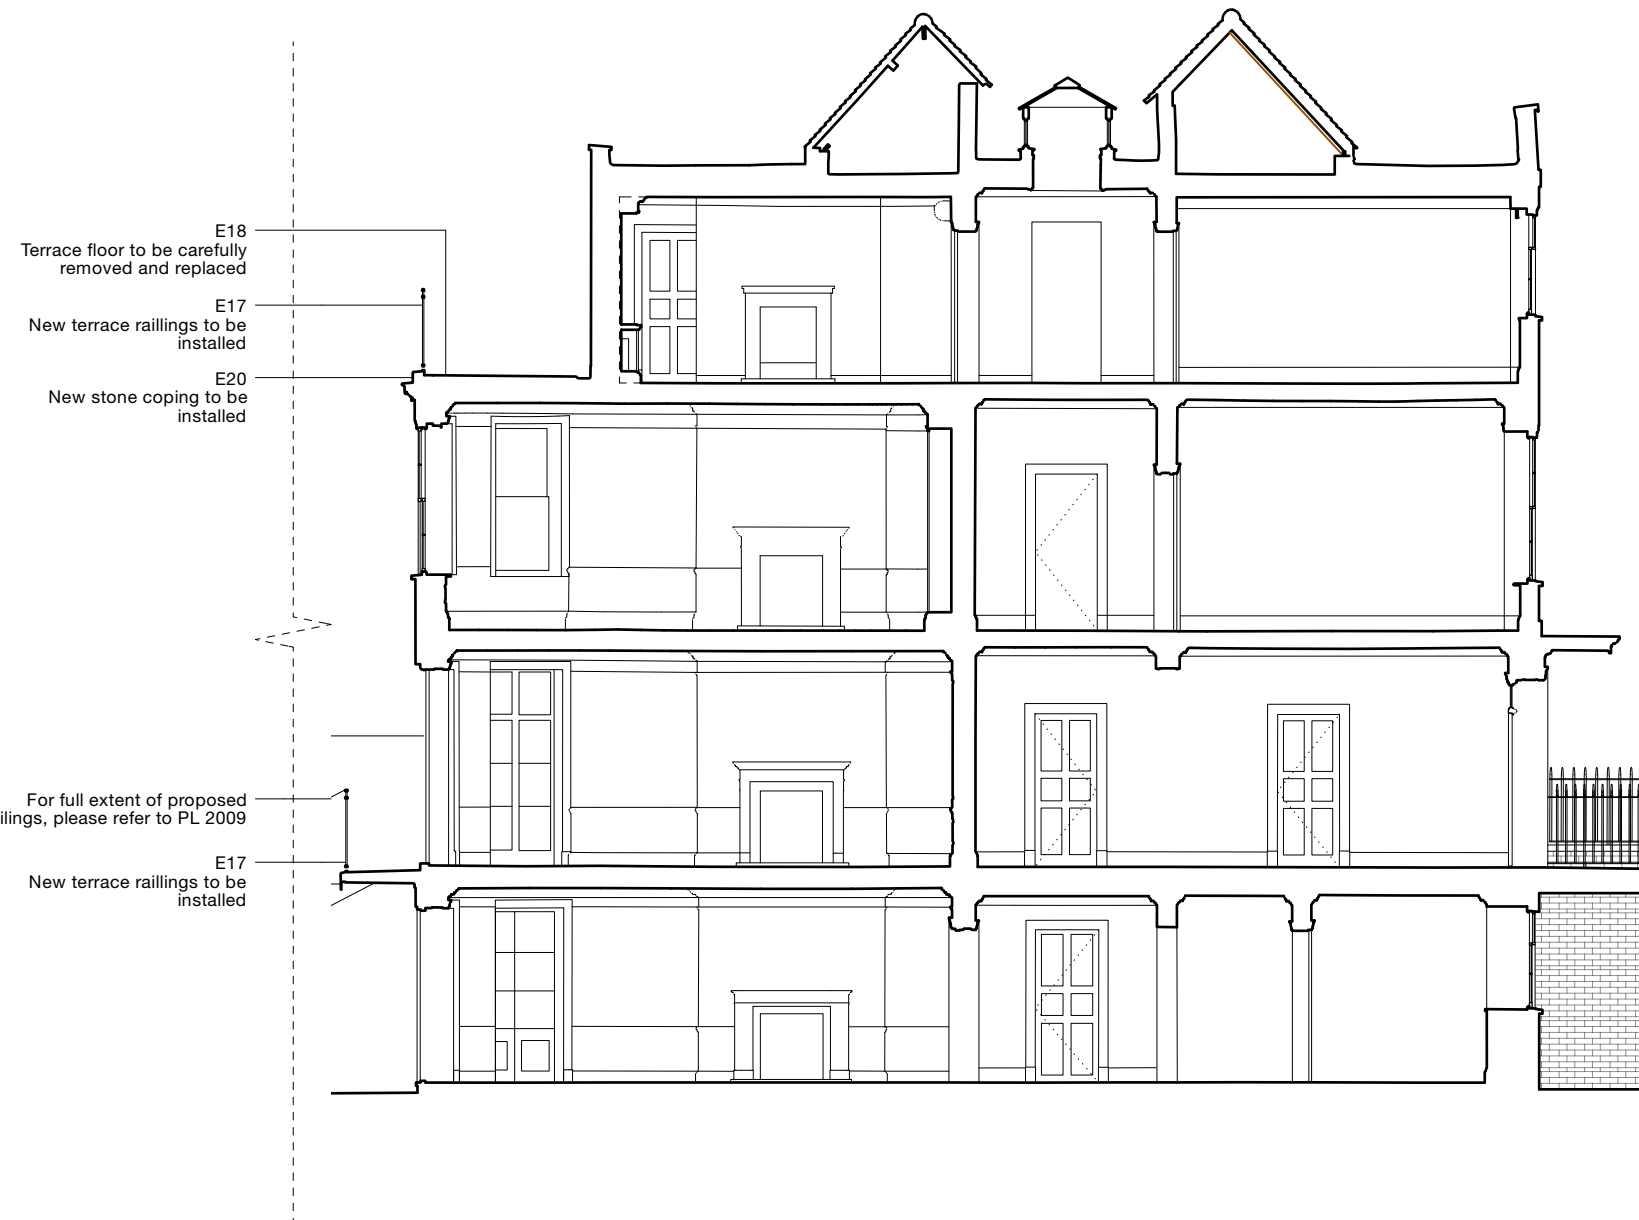 E18
Terrace floor to be carefully
removed and replaced
E17
New terrace raillings to be
installed
E20
New stone coping to be
installed
For full extent of proposed
ilings, please refer to PL 2009
E17
New terrace raillings to be
installed